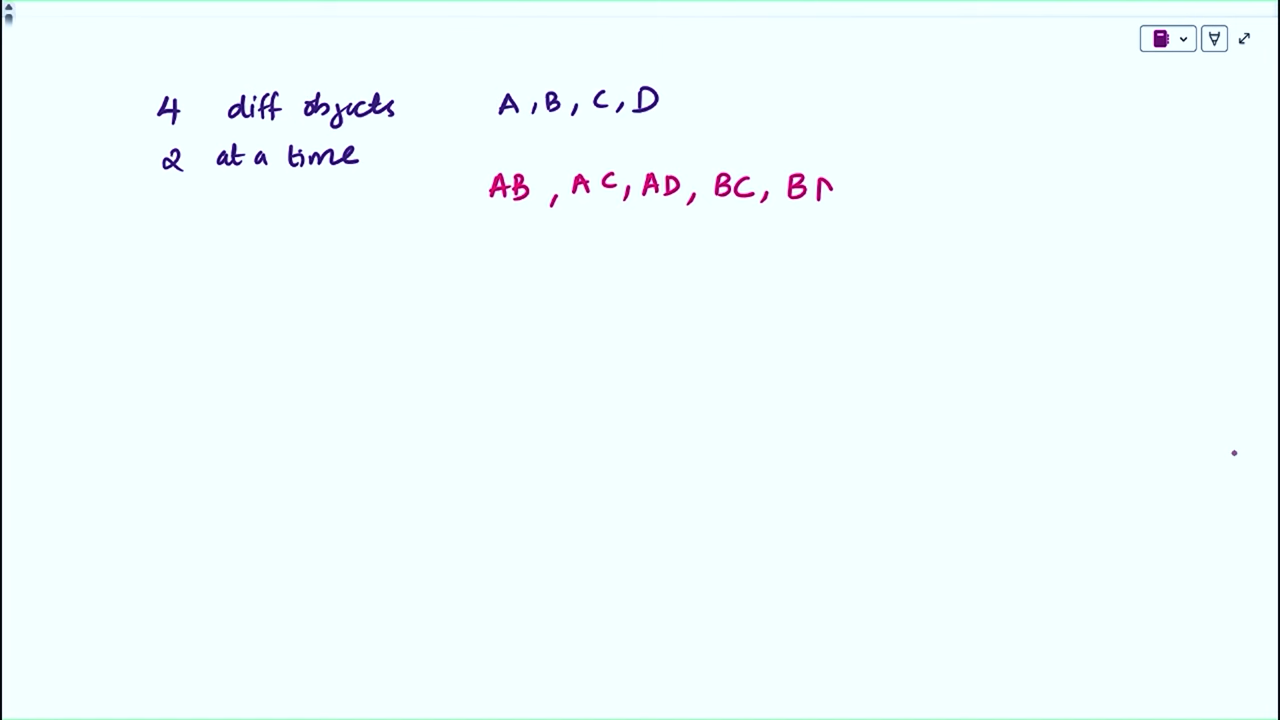 4 diff objects A, B, C, D
2 at a time
AB, AC, AD, BC, B